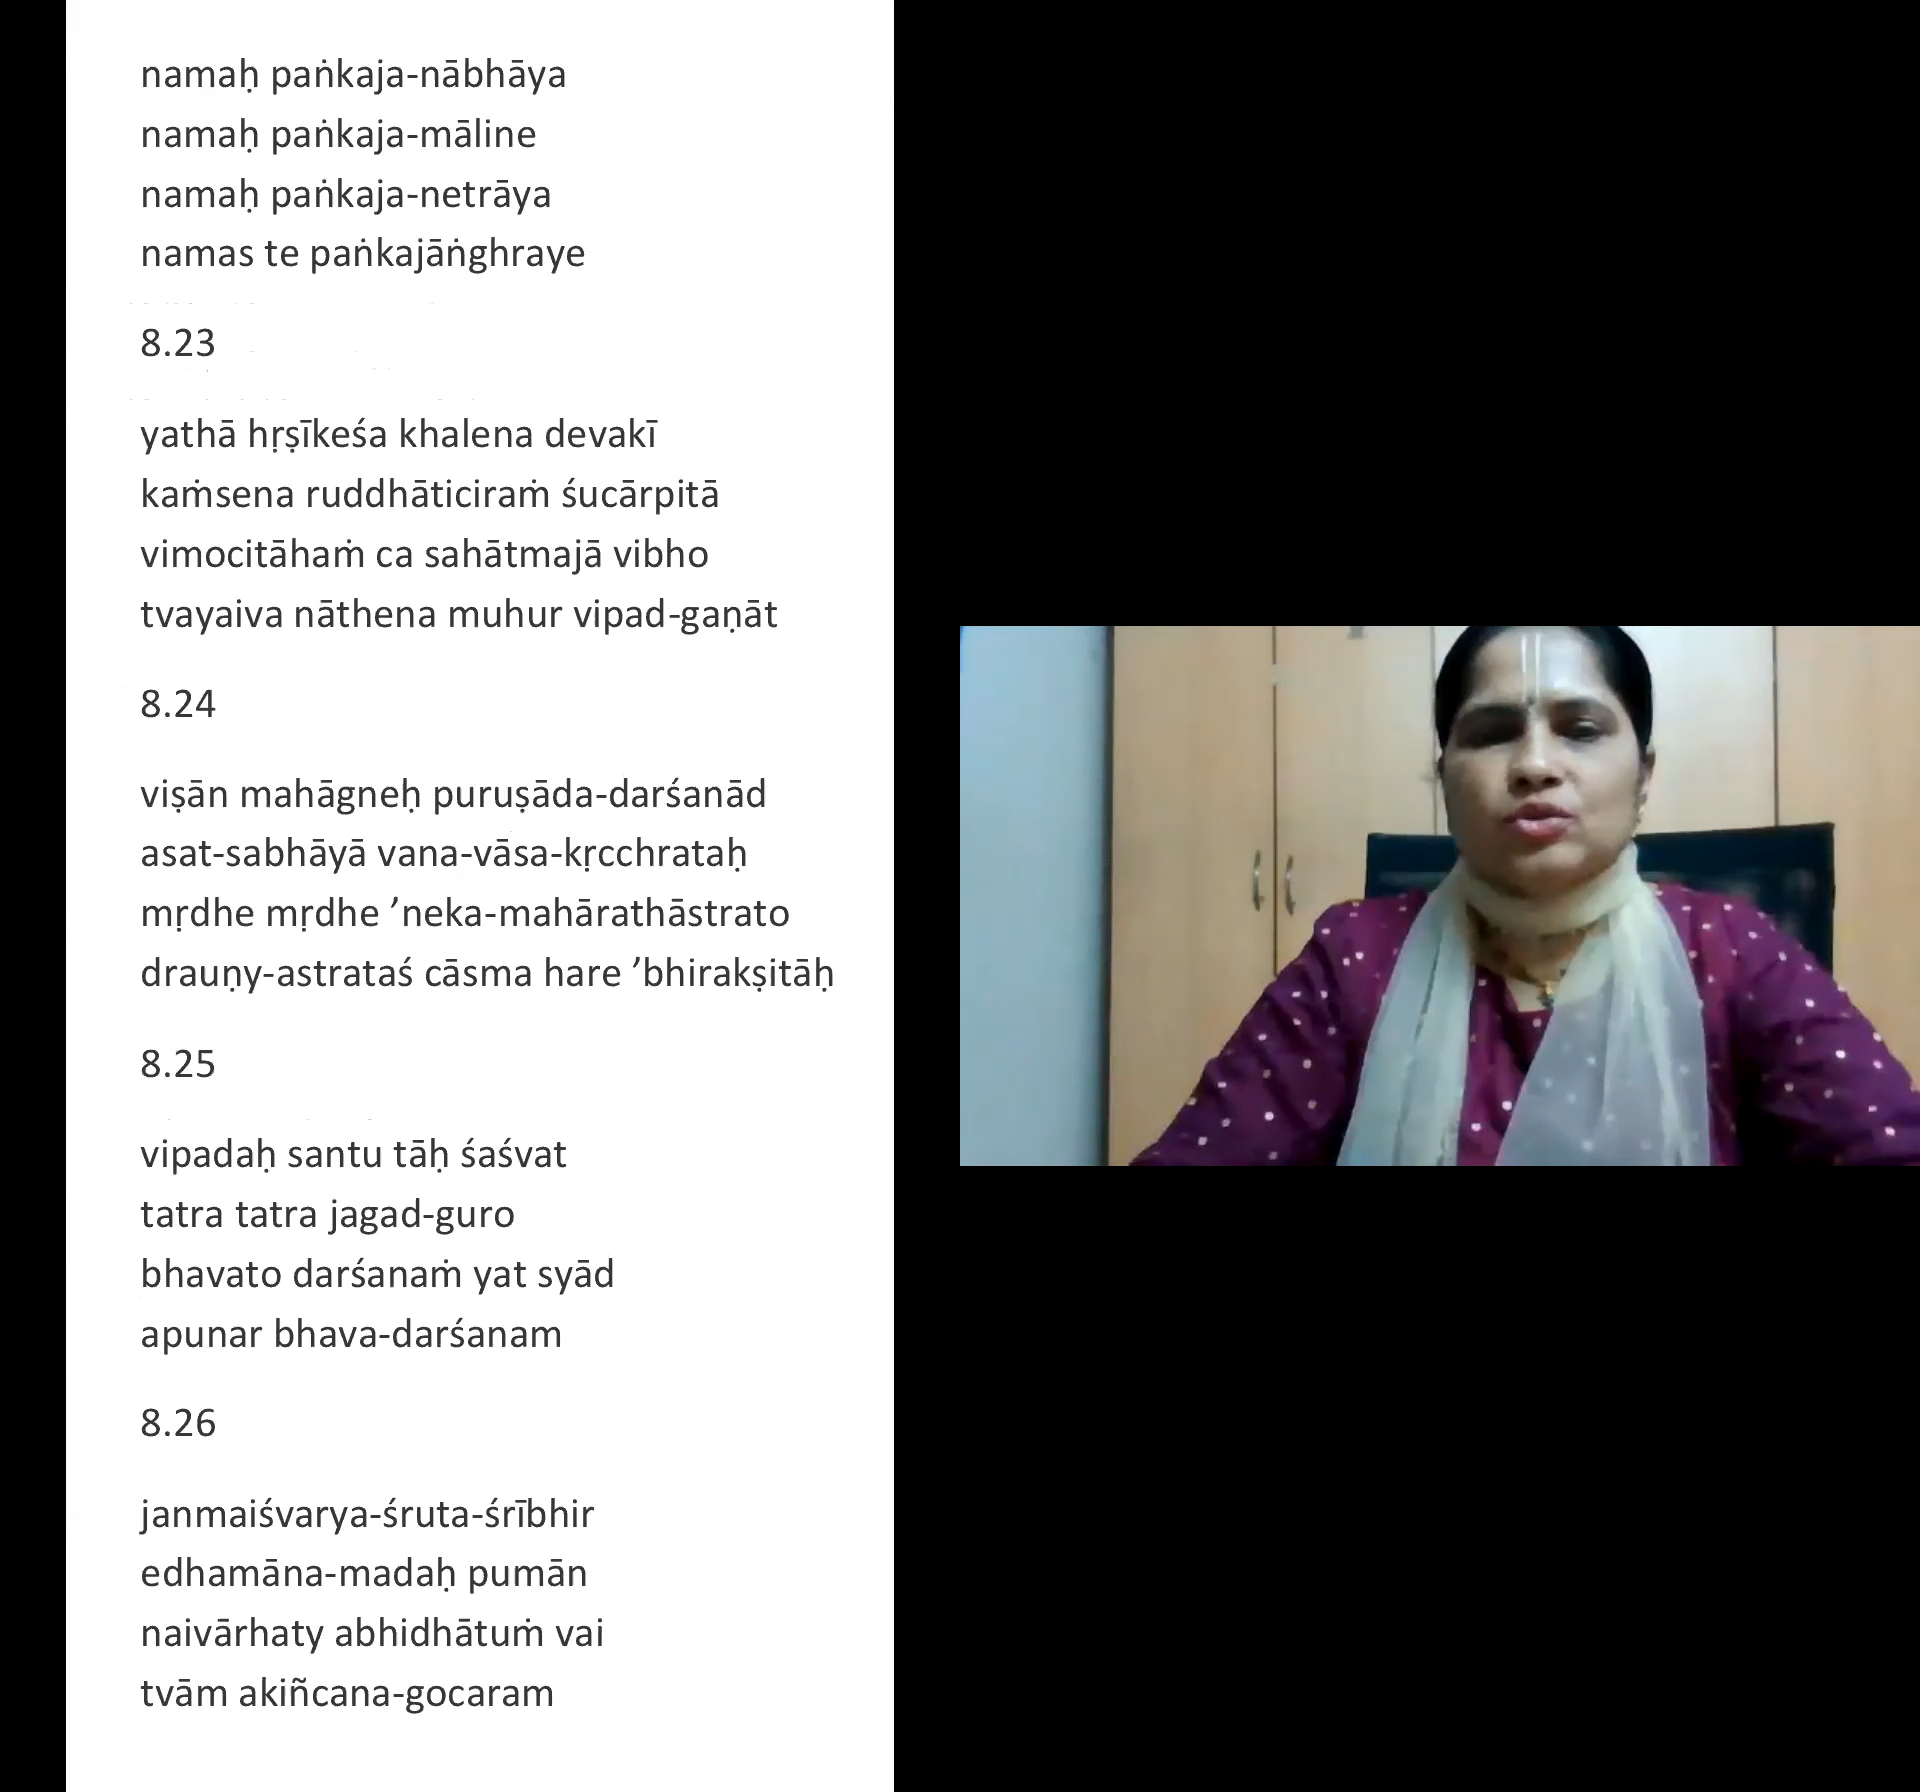 namaḥ paṅkaja-nābhāya
namaḥ paṅkaja-māline
namaḥ paṅkaja-netrāya
namas te paṅkajāṅghraye
8.23
yathā hṛṣīkeśa khalena devakī
kaṁsena ruddhāticiraṁ śucārpitā
vimocitāhaṁ ca sahātmajā vibho
tvayaiva nāthena muhur vipad-gaṇāt
8.24
viṣān mahāgneḥ puruṣāda-darśanād
asat-sabhāyā vana-vāsa-kṛcchrataḥ
mṛdhe mṛdhe ’neka-mahārathāstrato
drauṇy-astrataś cāsma hare ’bhirakṣitāḥ
8.25
vipadaḥ santu tāḥ śaśvat
tatra tatra jagad-guro
bhavato darśanaṁ yat syād
apunar bhava-darśanam
8.26
janmaiśvarya-śruta-śrībhir
edhamāna-madaḥ pumān
naivārhaty abhidhātuṁ vai
tvām akiñcana-gocaram